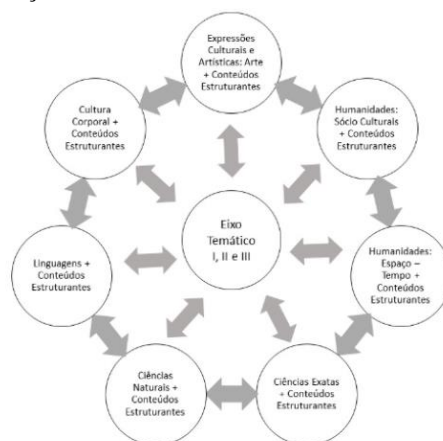 Expressões
Culturais e
Artísticas: Arte
+ Conteúdos
Estruturantes
Cultura
Corporal +
Conteúdos
Estruturantes
Humanidades:
Sócio Culturais
+ Conteúdos
Estruturantes
Eixo
Temático
I, II e III
Linguagens +
Conteúdos
Estruturantes
Humanidades:
Espaço –
Tempo +
Conteúdos
Estruturantes
Ciências
Naturais +
Conteúdos
Estruturantes
Ciências Exatas
+ Conteúdos
Estruturantes